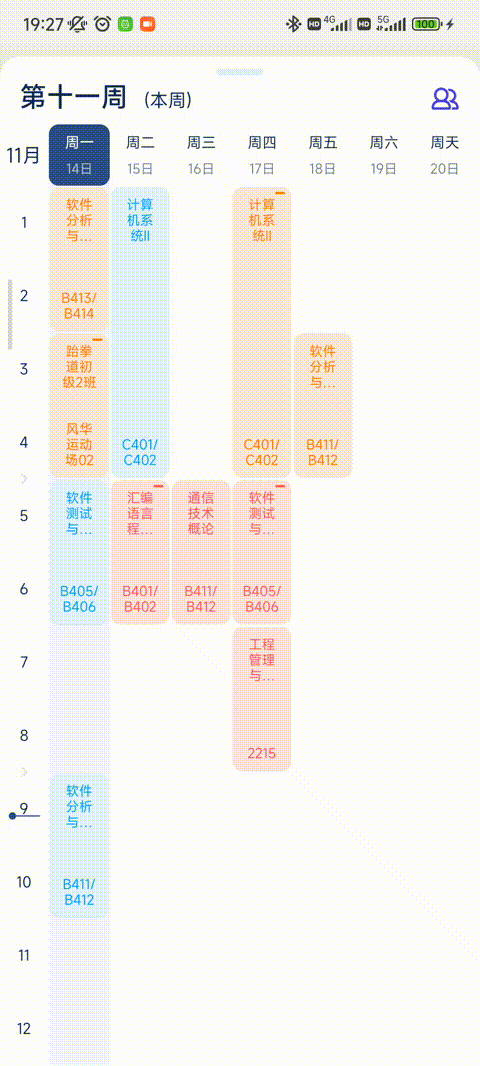 19:27 HD 4G HD 5G 100
第十一周 (本周)
11月 周一 周二 周三 周四 周五 周六 周天
14日 15日 16日 17日 18日 19日 20日
1
2
3
4
5
6
7
8
9
10
11
12
软件
分析
与...
B413/
B414
跆拳
道初
级2班
风华
运动
场02
软件
测试
与...
B405/
B406
软件
分析
与...
B411/
B412
计算
机系
统II
C401/
C402
汇编
语言
程...
B401/
B402
通信
技术
概论
B411/
B412
计算
机系
统II
C401/
C402
软件
测试
与...
B405/
B406
工程
管理
与...
2215
软件
分析
与...
B411/
B412